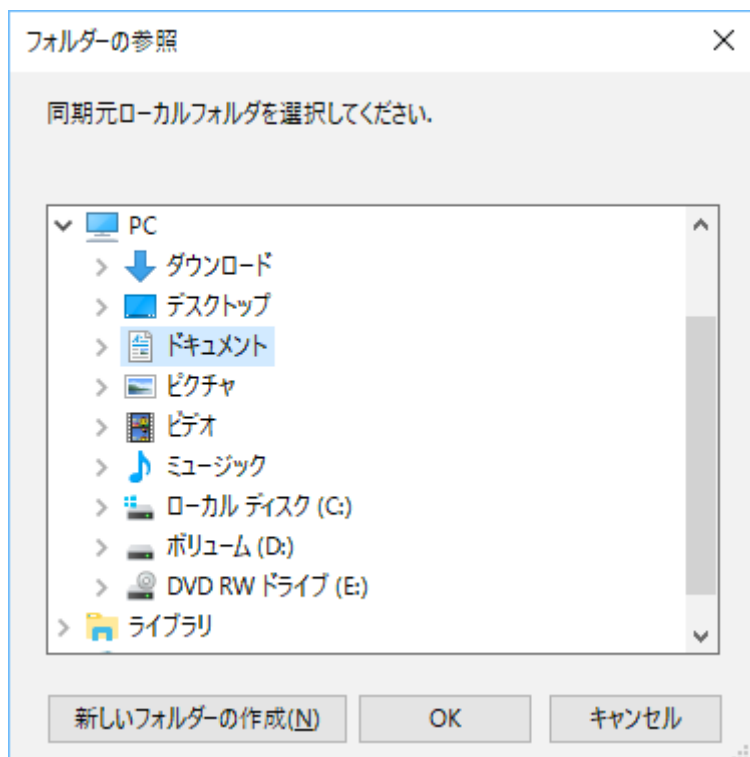 フォルダーの参照
同期元ローカルフォルダを選択してください.
PC
ダウンロード
デスクトップ
ドキュメント
ピクチャ
ビデオ
ミュージック
ローカル ディスク (C:)
ボリューム (D:)
DVD RW ドライブ (E:)
ライブラリ
新しいフォルダーの作成(N) OK キャンセル